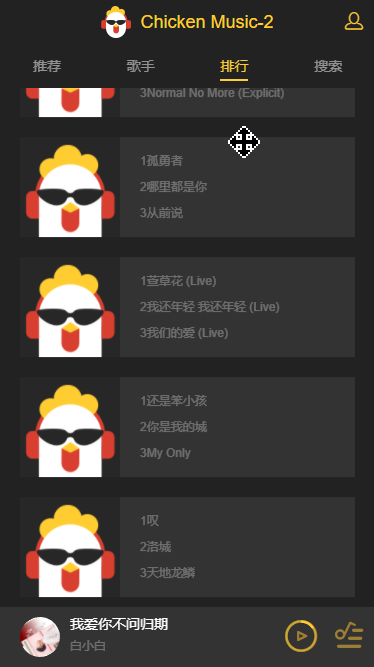 Chicken Music-2
推荐 歌手 排行 搜索
3Normal No More (Explicit)
1孤勇者
2哪里都是你
3从前说
1萱草花 (Live)
2我还年轻 我还年轻 (Live)
3我们的爱 (Live)
1还是笨小孩
2你是我的城
3My Only
1叹
2洛城
3天地龙鳞
我爱你不问归期
白小白